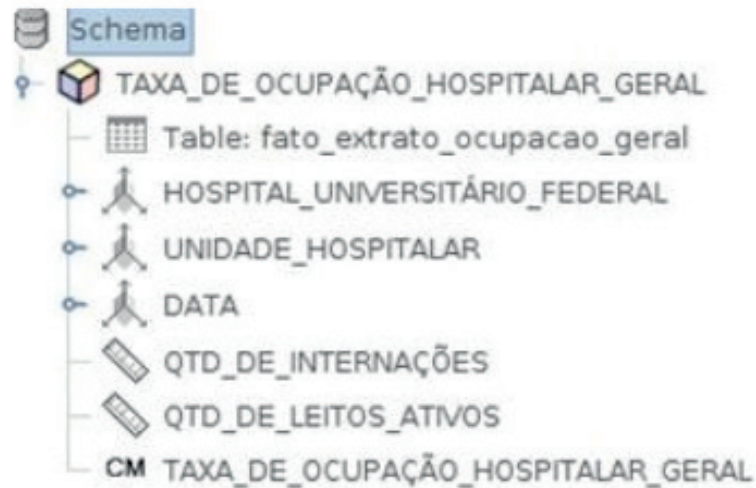 Schema
TAXA_DE_OCUPAÇÃO_HOSPITALAR_GERAL
Table: fato_extrato_ocupacao_geral
HOSPITAL_UNIVERSITÁRIO_FEDERAL
UNIDADE_HOSPITALAR
DATA
QTD_DE_INTERNAÇÕES
QTD_DE_LEITOS_ATIVOS
CM TAXA_DE_OCUPAÇÃO_HOSPITALAR_GERAL